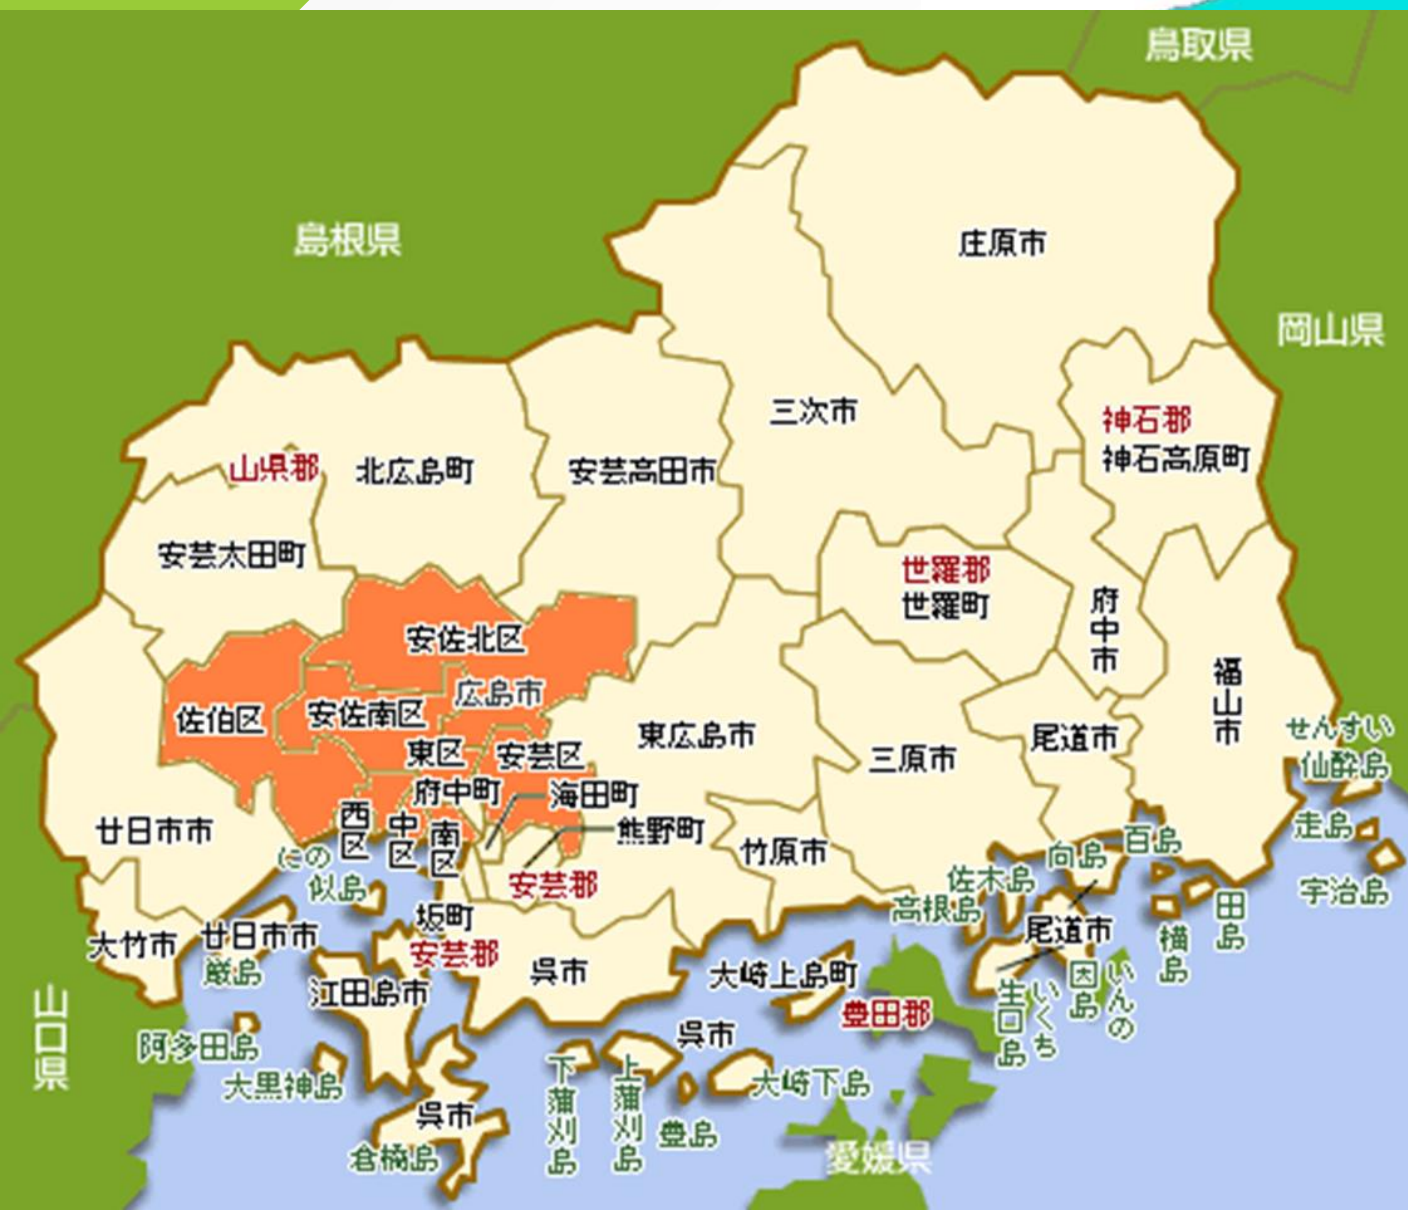 鳥取県
島根県
庄原市
岡山県
三次市
神石郡
神石高原町
山県郡
北広島町
安芸高田市
安芸太田町
世羅郡
世羅町
府中市
安佐北区
広島市
福山市
佐伯区
安佐南区
東区
安芸区
東広島市
三原市
尾道市
せんすい
仙酔島
府中町
海田町
熊野町
廿日市市
西区
中区
南区
竹原市
走島
百島
向島
にの
似島
安芸郡
佐木島
高根島
宇治島
田島
横島
坂町
安芸郡
尾道市
大竹市
廿日市市
厳島
江田島市
呉市
大崎上島町
豊田郡
因島
いんの
生口島
いくち
山口県
阿多田島
大黒神島
呉市
下蒲刈島
上蒲刈島
豊島
大崎下島
呉市
倉橋島
愛媛県